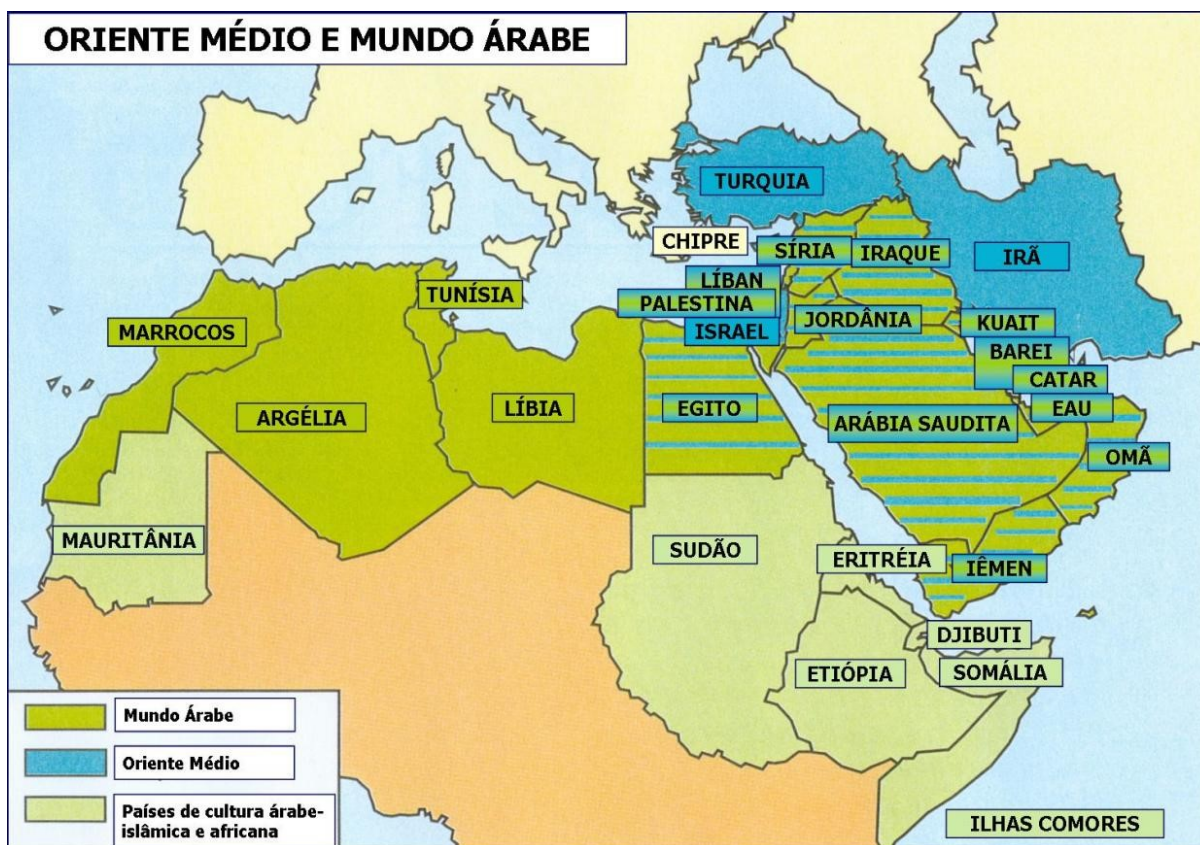 ORIENTE MÉDIO E MUNDO ÁRABE
TURQUIA
CHIPRE
SÍRIA
IRAQUE
IRÃ
LÍBAN
PALESTINA
ISRAEL
JORDÂNIA
KUAIT
BAREI
CATAR
EAU
TUNÍSIA
MARROCOS
ARGÉLIA
LÍBIA
EGITO
ARÁBIA SAUDITA
OMÃ
MAURITÂNIA
SUDÃO
ERITRÉIA
IÊMEN
DJIBUTI
ETIÓPIA
SOMÁLIA
ILHAS COMORES
Mundo Árabe
Oriente Médio
Países de cultura árabe-
islâmica e africana